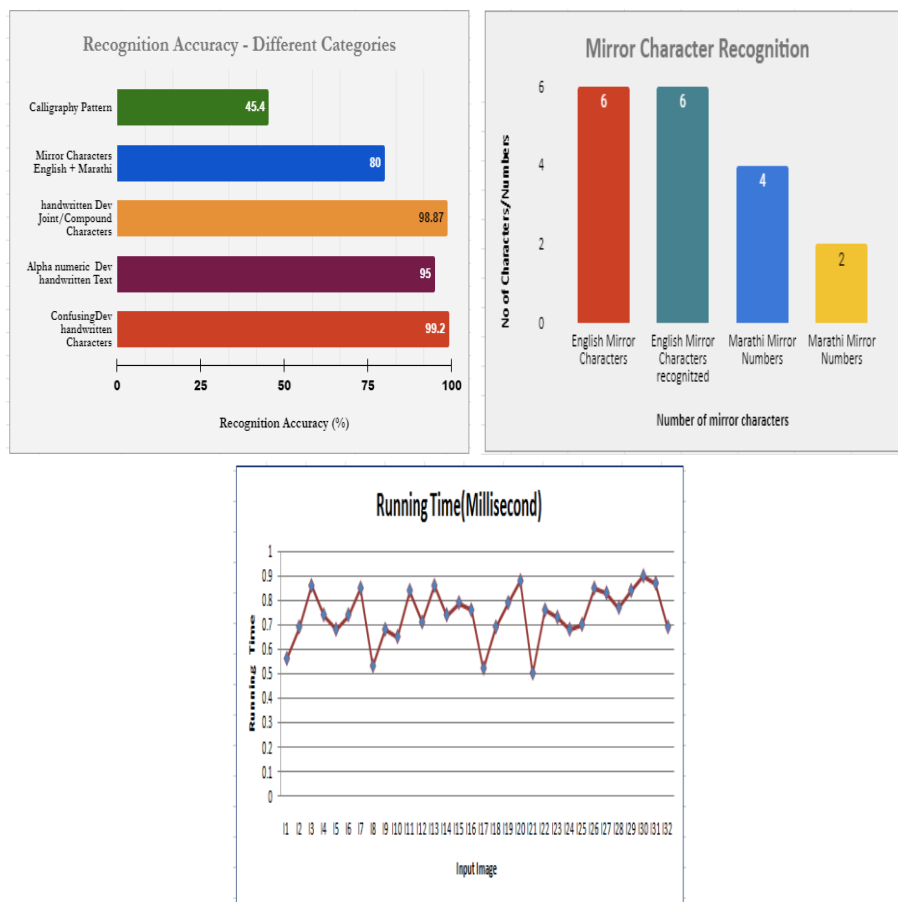 Recognition Accuracy - Different Categories
Calligraphy Pattern
45.4
Mirror Characters
English + Marathi
80
handwritten Dev
Joint/Compound
Characters
98.87
Alpha numeric Dev
handwritten Text
95
ConfusingDev
handwritten
Characters
99.2
0 25 50 75 100
Recognition Accuracy (%)
Mirror Character Recognition
No of Characters/Numbers
6
4
2
0
6 6 4 2
English Mirror
Characters
English Mirror
Characters
recognitzed
Marathi Mirror
Numbers
Marathi Mirror
Numbers
Number of mirror characters
Running Time(Millisecond)
Running Time
1
0.9
0.8
0.7
0.6
0.5
0.4
0.3
0.2
0.1
0
I1 I2 I3 I4 I5 I6 I7 I8 I9 I10 I11 I12 I13 I14 I15 I16 I17 I18 I19 I20 I21 I22 I23 I24 I25 I26 I27 I28 I29 I30 I31 I32
Input Image